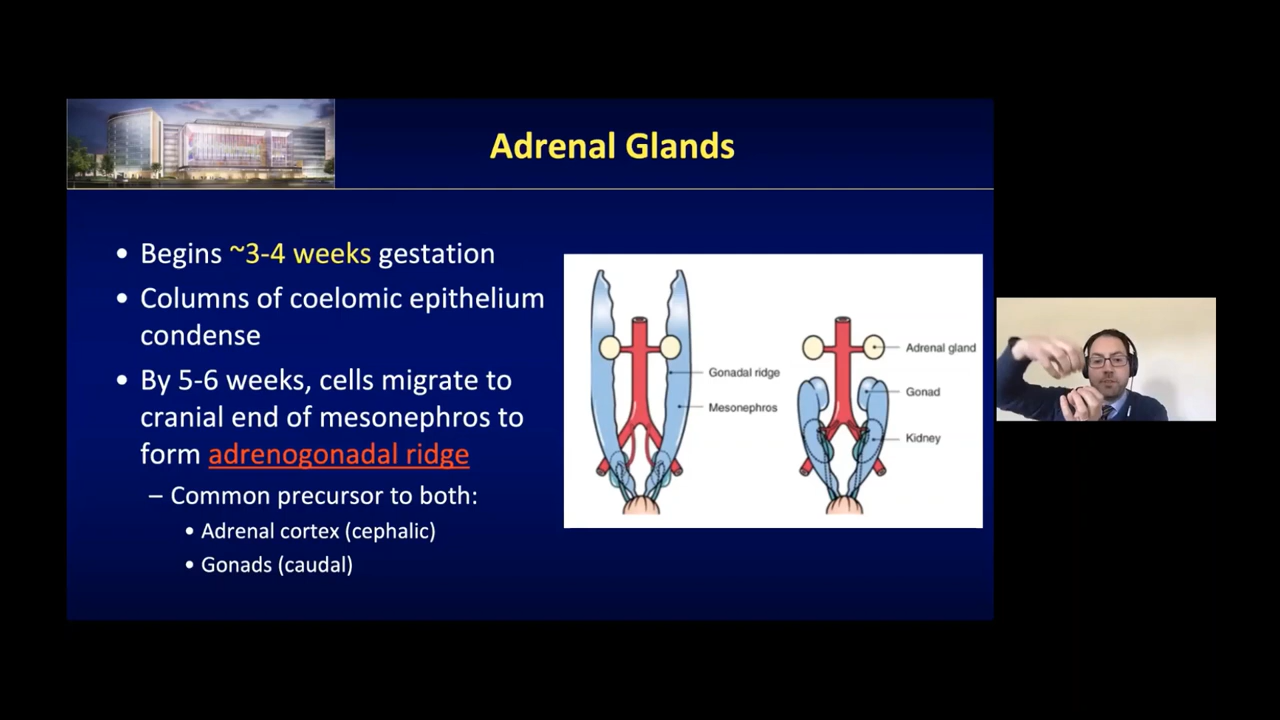 Adrenal Glands
• Begins ~3-4 weeks gestation
• Columns of coelomic epithelium
condense
• By 5-6 weeks, cells migrate to
cranial end of mesonephros to
form adrenogonadal ridge
– Common precursor to both:
• Adrenal cortex (cephalic)
• Gonads (caudal)
Gonadal ridge
Mesonephros
Adrenal gland
Gonad
Kidney